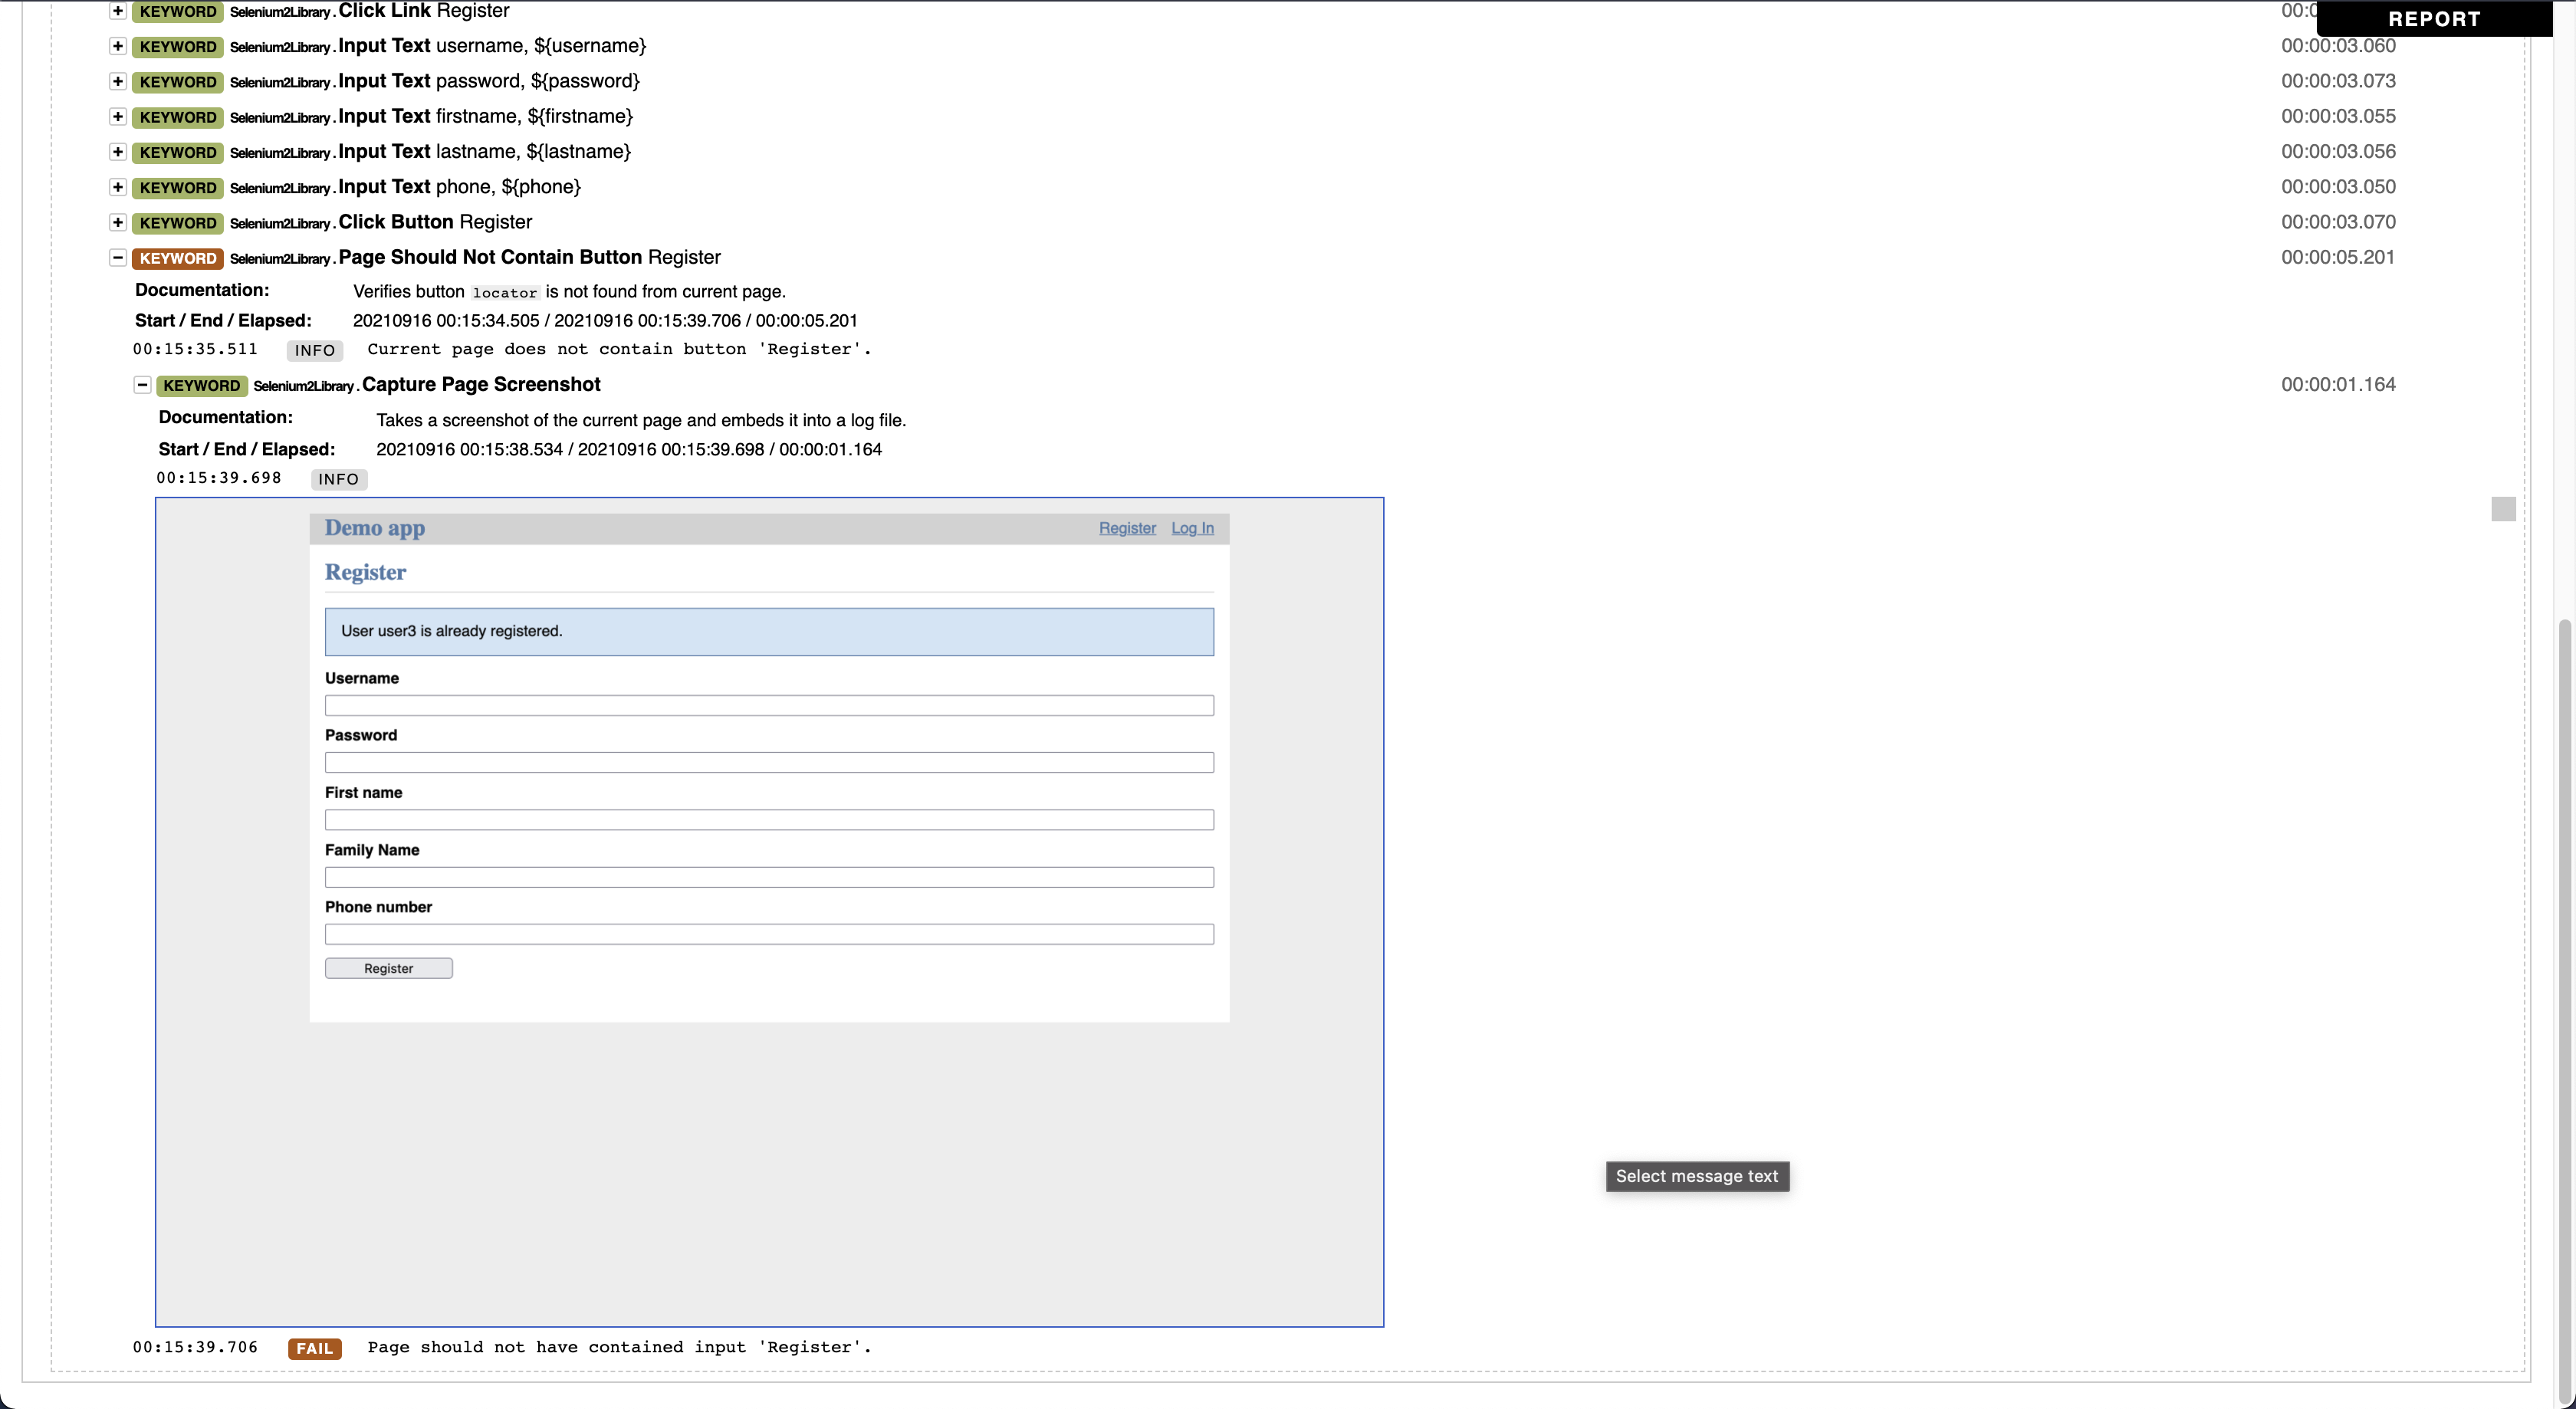 + KEYWORD Selenium2Library.Click Link Register
REPORT
+ KEYWORD Selenium2Library.Input Text username, ${username} 00:00:03.060
+ KEYWORD Selenium2Library.Input Text password, ${password} 00:00:03.073
+ KEYWORD Selenium2Library.Input Text firstname, ${firstname} 00:00:03.055
+ KEYWORD Selenium2Library.Input Text lastname, ${lastname} 00:00:03.056
+ KEYWORD Selenium2Library.Input Text phone, ${phone} 00:00:03.050
+ KEYWORD Selenium2Library.Click Button Register 00:00:03.070
− KEYWORD Selenium2Library.Page Should Not Contain Button Register 00:00:05.201
Documentation: Verifies button locator is not found from current page.
Start / End / Elapsed: 20210916 00:15:34.505 / 20210916 00:15:39.706 / 00:00:05.201
00:15:35.511 INFO Current page does not contain button 'Register'.
− KEYWORD Selenium2Library.Capture Page Screenshot 00:00:01.164
Documentation: Takes a screenshot of the current page and embeds it into a log file.
Start / End / Elapsed: 20210916 00:15:38.534 / 20210916 00:15:39.698 / 00:00:01.164
00:15:39.698 INFO
Demo app Register Log In
Register
User user3 is already registered.
Username
Password
First name
Family Name
Phone number
Register
Select message text
00:15:39.706 FAIL Page should not have contained input 'Register'.